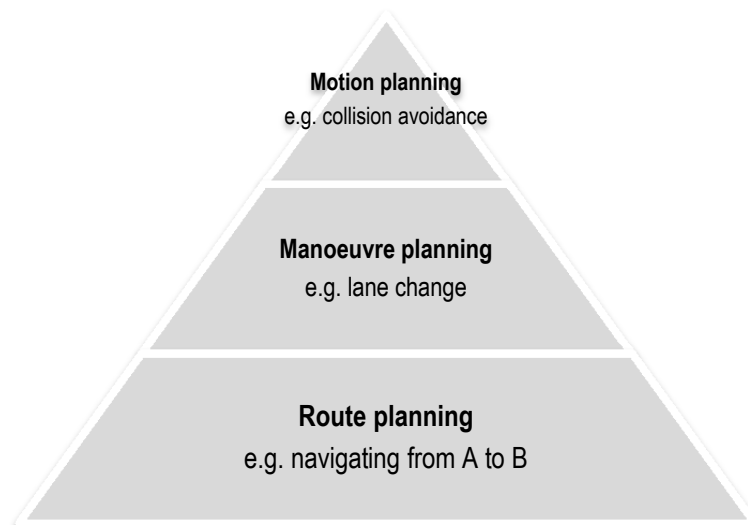 Motion planning
e.g. collision avoidance
Manoeuvre planning
e.g. lane change
Route planning
e.g. navigating from A to B